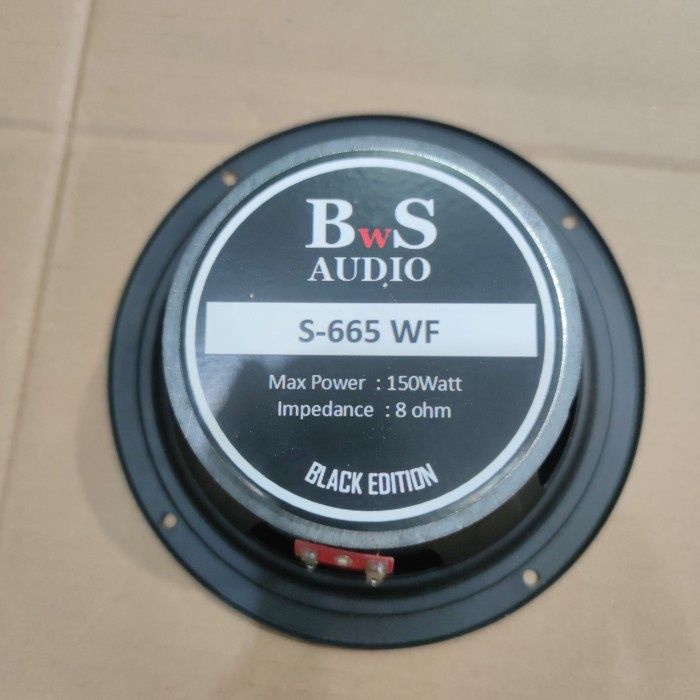 BwS
AUDIO
S-665 WF
Max Power : 150Watt
Impedance : 8 ohm
BLACK EDITION